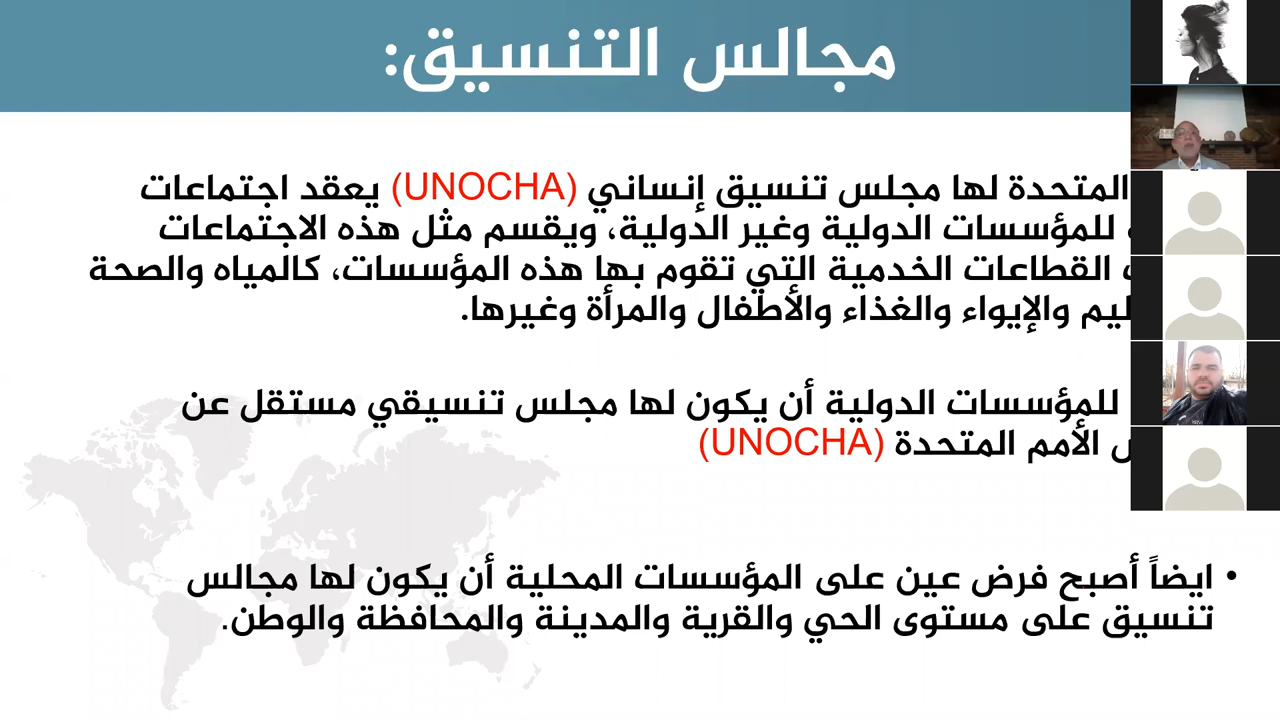 مجالس التنسيق:
المتحدة لها مجلس تنسيق إنساني (UNOCHA) يعقد اجتماعات
للمؤسسات الدولية وغير الدولية، ويقسم مثل هذه الاجتماعات
القطاعات الخدمية التي تقوم بها هذه المؤسسات، كالمياه والصحة
والإيواء والغذاء والأطفال والمرأة وغيرها.
للمؤسسات الدولية أن يكون لها مجلس تنسيقي مستقل عن
الأمم المتحدة (UNOCHA)
• ايضاً أصبح فرض عين على المؤسسات المحلية أن يكون لها مجالس
تنسيق على مستوى الحي والقرية والمدينة والمحافظة والوطن.